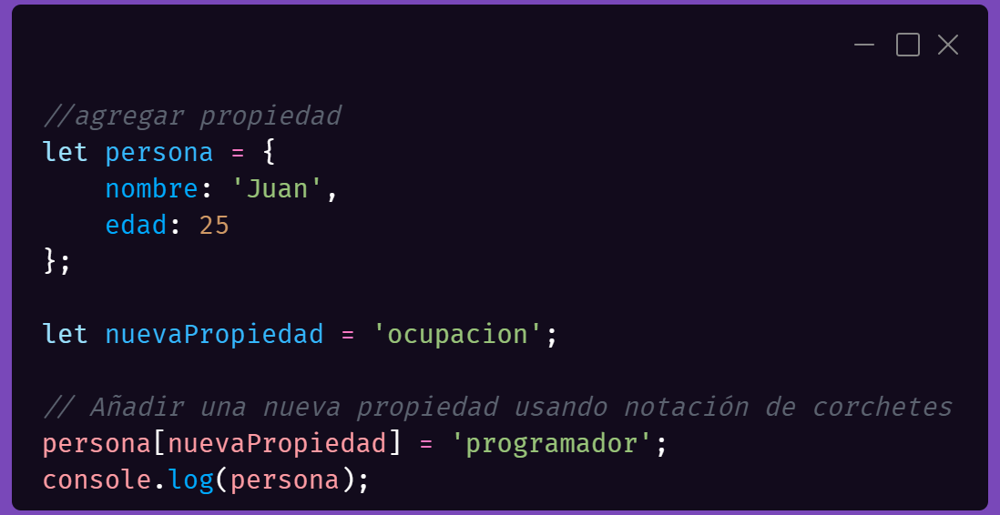 //agregar propiedad
let persona = {
    nombre: 'Juan',
    edad: 25
};
let nuevaPropiedad = 'ocupacion';
// Añadir una nueva propiedad usando notación de corchetes
persona[nuevaPropiedad] = 'programador';
console.log(persona);